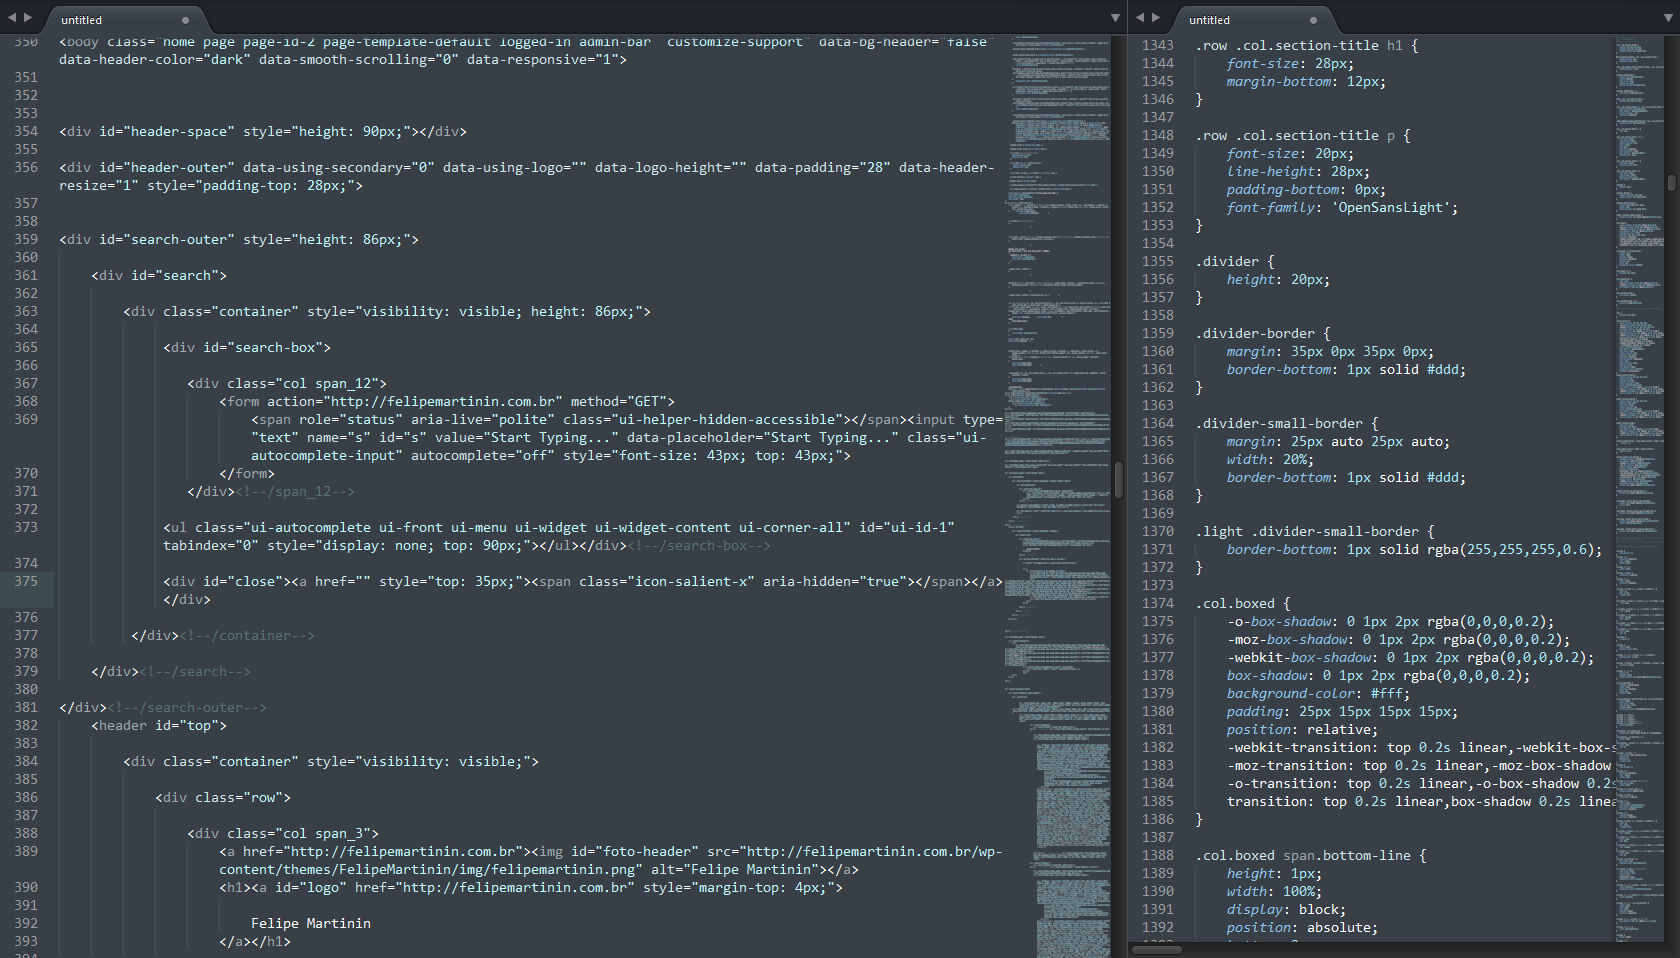 untitled
350 <body class="home page page-id-2 page-template-default logged-in admin-bar  customize-support" data-bg-header="false"
data-header-color="dark" data-smooth-scrolling="0" data-responsive="1">
351
352
353
354 <div id="header-space" style="height: 90px;"></div>
355
356 <div id="header-outer" data-using-secondary="0" data-using-logo="" data-logo-height="" data-padding="28" data-header-
resize="1" style="padding-top: 28px;">
357
358
359 <div id="search-outer" style="height: 86px;">
360
361 <div id="search">
362
363 <div class="container" style="visibility: visible; height: 86px;">
364
365 <div id="search-box">
366
367 <div class="col span_12">
368 <form action="http://felipemartinin.com.br" method="GET">
369 <span role="status" aria-live="polite" class="ui-helper-hidden-accessible"></span><input type=
"text" name="s" id="s" value="Start Typing..." data-placeholder="Start Typing..." class="ui-
autocomplete-input" autocomplete="off" style="font-size: 43px; top: 43px;">
370 </form>
371 </div><!--/span_12-->
372
373 <ul class="ui-autocomplete ui-front ui-menu ui-widget ui-widget-content ui-corner-all" id="ui-id-1"
tabindex="0" style="display: none; top: 90px;"></ul></div><!--/search-box-->
374
375 <div id="close"><a href="" style="top: 35px;"><span class="icon-salient-x" aria-hidden="true"></span></a>
</div>
376
377 </div><!--/container-->
378
379 </div><!--/search-->
380
381 </div><!--/search-outer-->
382 <header id="top">
383
384 <div class="container" style="visibility: visible;">
385
386 <div class="row">
387
388 <div class="col span_3">
389 <a href="http://felipemartinin.com.br"><img id="foto-header" src="http://felipemartinin.com.br/wp-
content/themes/FelipeMartinin/img/felipemartinin.png" alt="Felipe Martinin"></a>
390 <h1><a id="logo" href="http://felipemartinin.com.br" style="margin-top: 4px;">
391
392 Felipe Martinin
393 </a></h1>
untitled
1343 .row .col.section-title h1 {
1344 font-size: 28px;
1345 margin-bottom: 12px;
1346 }
1347
1348 .row .col.section-title p {
1349 font-size: 20px;
1350 line-height: 28px;
1351 padding-bottom: 0px;
1352 font-family: 'OpenSansLight';
1353 }
1354
1355 .divider {
1356 height: 20px;
1357 }
1358
1359 .divider-border {
1360 margin: 35px 0px 35px 0px;
1361 border-bottom: 1px solid #ddd;
1362 }
1363
1364 .divider-small-border {
1365 margin: 25px auto 25px auto;
1366 width: 20%;
1367 border-bottom: 1px solid #ddd;
1368 }
1369
1370 .light .divider-small-border {
1371 border-bottom: 1px solid rgba(255,255,255,0.6);
1372 }
1373
1374 .col.boxed {
1375 -o-box-shadow: 0 1px 2px rgba(0,0,0,0.2);
1376 -moz-box-shadow: 0 1px 2px rgba(0,0,0,0.2);
1377 -webkit-box-shadow: 0 1px 2px rgba(0,0,0,0.2);
1378 box-shadow: 0 1px 2px rgba(0,0,0,0.2);
1379 background-color: #fff;
1380 padding: 25px 15px 15px 15px;
1381 position: relative;
1382 -webkit-transition: top 0.2s linear,-webkit-box-s
1383 -moz-transition: top 0.2s linear,-moz-box-shadow
1384 -o-transition: top 0.2s linear,-o-box-shadow 0.2s
1385 transition: top 0.2s linear,box-shadow 0.2s linea
1386 }
1387
1388 .col.boxed span.bottom-line {
1389 height: 1px;
1390 width: 100%;
1391 display: block;
1392 position: absolute;